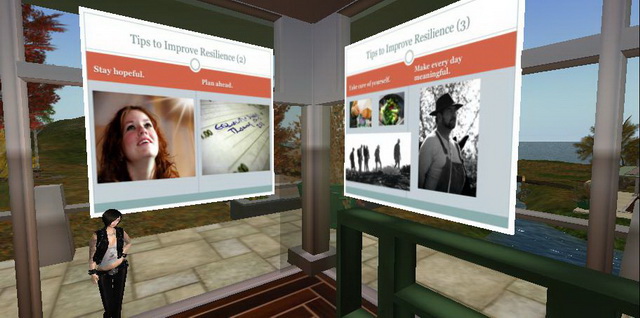 Tips to Improve Resilience (2)
Stay hopeful.
Plan ahead.
Tips to Improve Resilience (3)
Take care of yourself.
Make every day
meaningful.